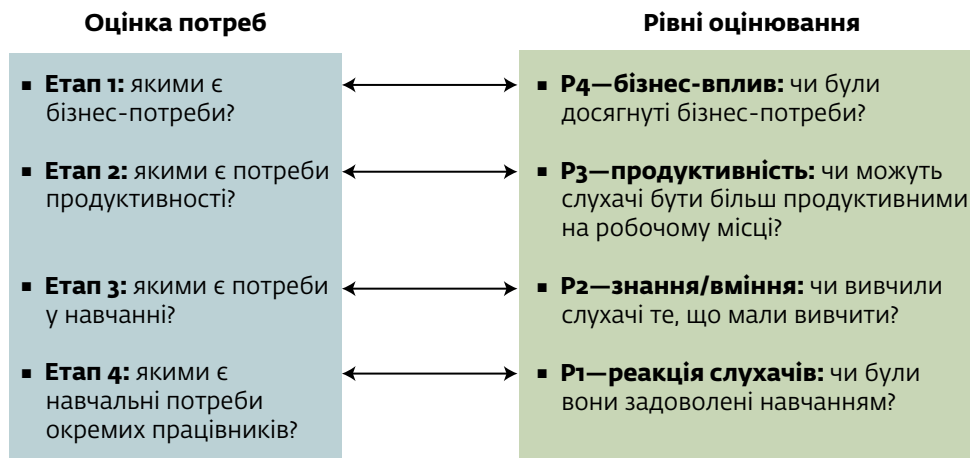 Оцінка потреб
▪ Етап 1: якими є
бізнес-потреби?
▪ Етап 2: якими є потреби
продуктивності?
▪ Етап 3: якими є потреби
у навчанні?
▪ Етап 4: якими є
навчальні потреби
окремих працівників?
Рівні оцінювання
▪ Р4—бізнес-вплив: чи були
досягнуті бізнес-потреби?
▪ Р3—продуктивність: чи можуть
слухачі бути більш продуктивними
на робочому місці?
▪ Р2—знання/вміння: чи вивчили
слухачі те, що мали вивчити?
▪ Р1—реакція слухачів: чи були
вони задоволені навчанням?